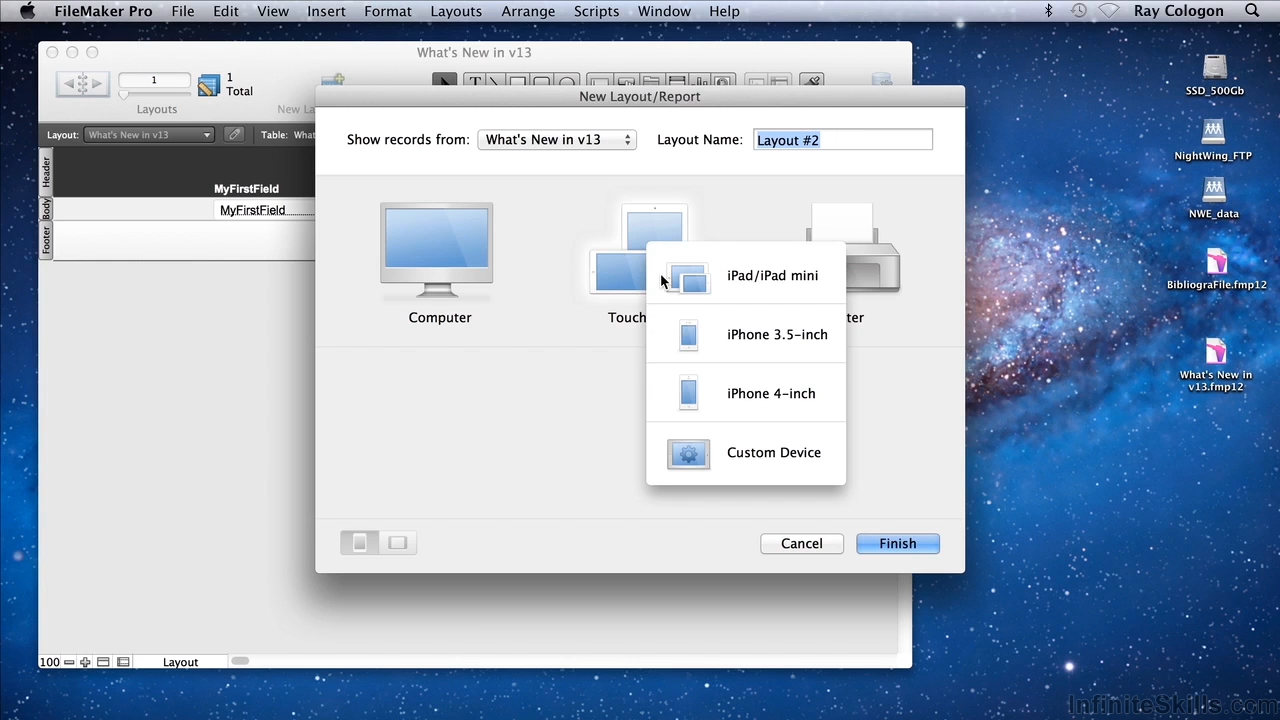 FileMaker Pro File Edit View Insert Format Layouts Arrange Scripts Window Help Ray Cologon
What's New in v13
1
1
Total
Layouts
New La
Layout: What's New in v13 Table: What
New Layout/Report
Show records from: What's New in v13 Layout Name: Layout #2
Header
MyFirstField
Body
MyFirstField
Footer
Computer
Touch
ter
iPad/iPad mini
iPhone 3.5-inch
iPhone 4-inch
Custom Device
Cancel
Finish
100
Layout
SSD_500Gb
NightWing_FTP
NWE_data
BibliograFile.fmp12
What's New in
v13.fmp12
InfiniteSkills.com